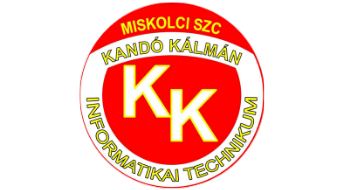 MISKOLCI SZC
KANDÓ KÁLMÁN
KK
INFORMATIKAI TECHNIKUM